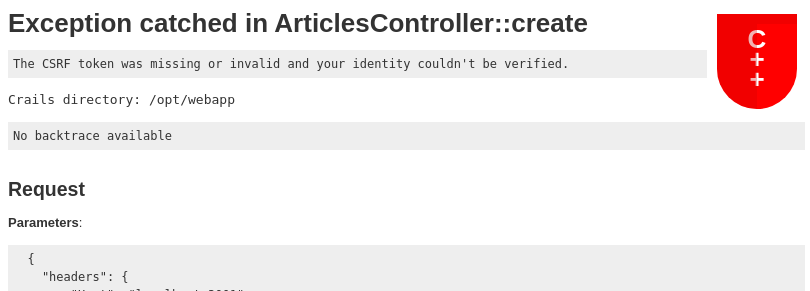 Exception catched in ArticlesController::create
C
+
+
The CSRF token was missing or invalid and your identity couldn't be verified.
Crails directory: /opt/webapp
No backtrace available
Request
Parameters:
{
"headers": {